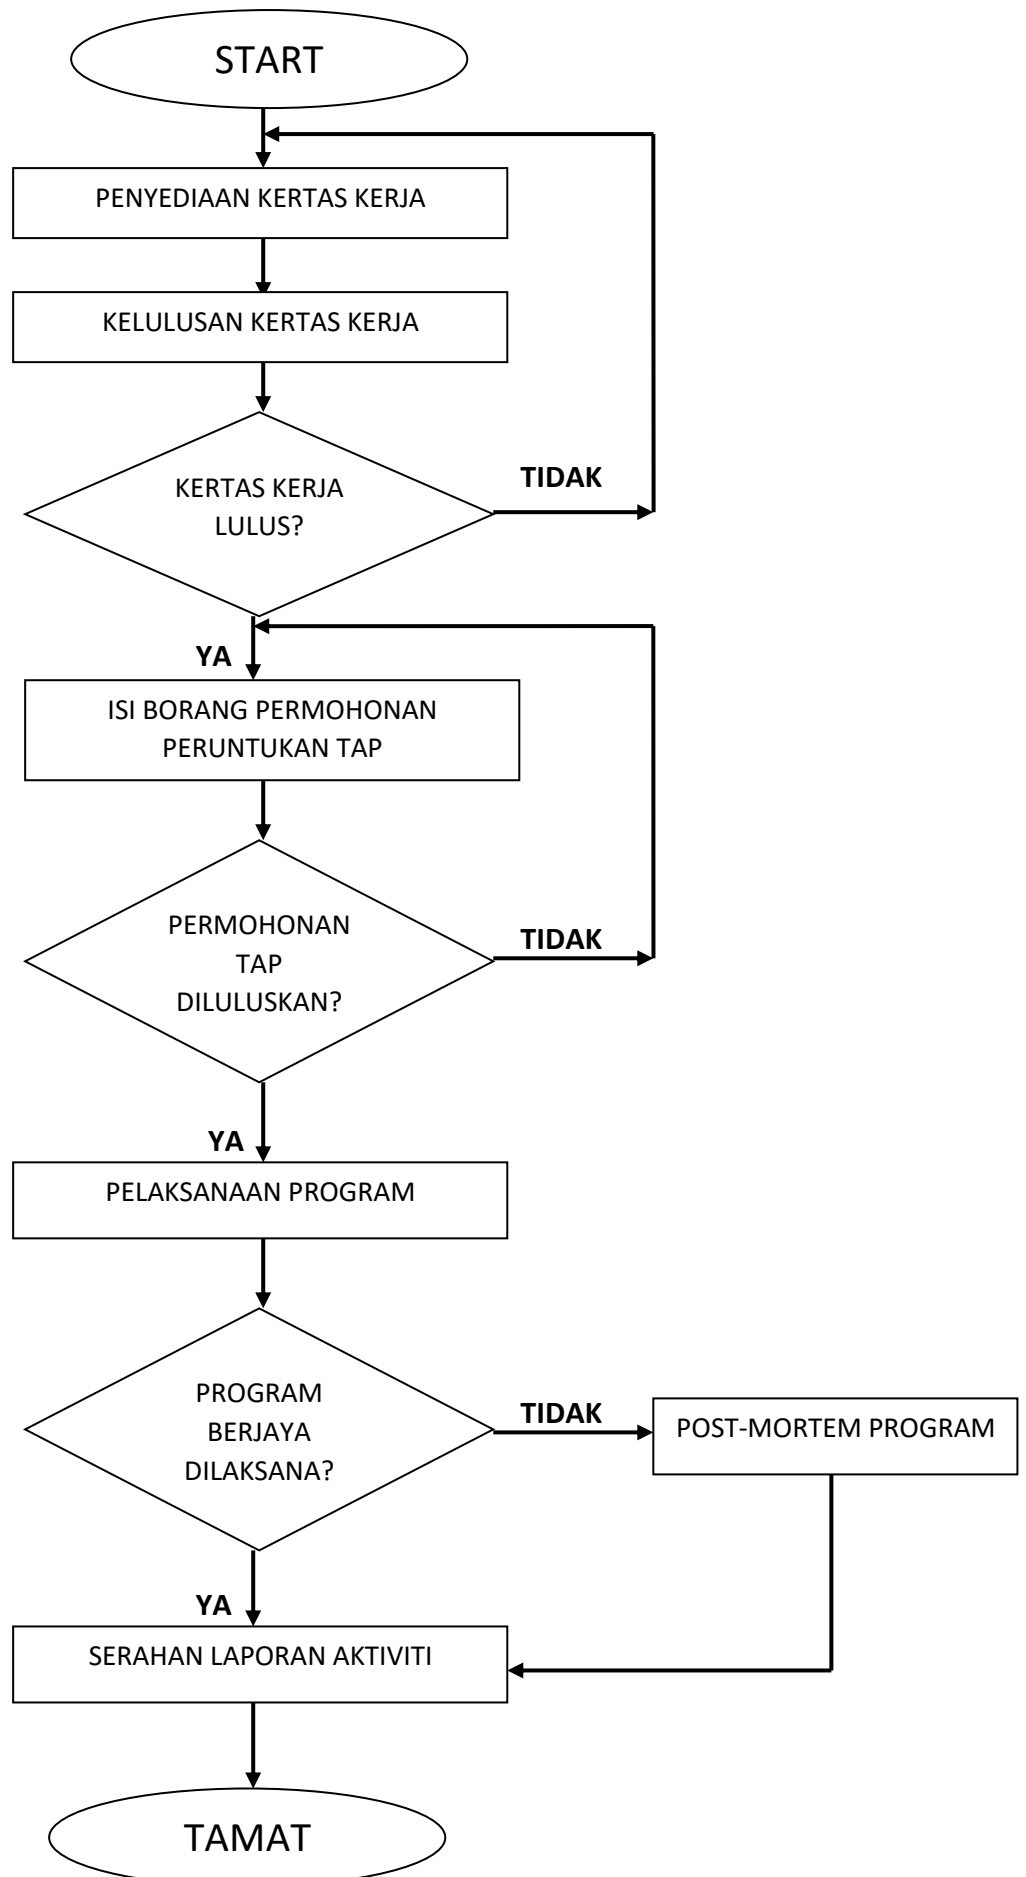 START
PENYEDIAAN KERTAS KERJA
KELULUSAN KERTAS KERJA
KERTAS KERJA
LULUS?
TIDAK
YA
ISI BORANG PERMOHONAN
PERUNTUKAN TAP
PERMOHONAN
TAP
DILULUSKAN?
TIDAK
YA
PELAKSANAAN PROGRAM
PROGRAM
BERJAYA
DILAKSANA?
TIDAK
POST-MORTEM PROGRAM
YA
SERAHAN LAPORAN AKTIVITI
TAMAT